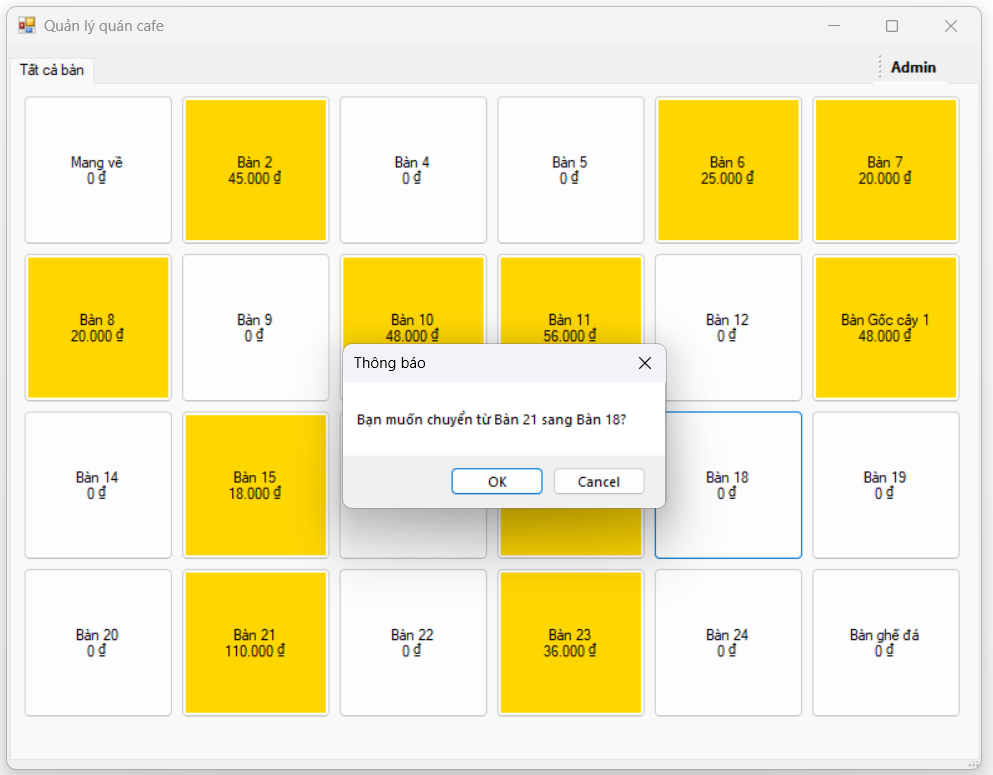 Quản lý quán cafe
Tất cả bàn
Admin
Mang về
0 ₫
Bàn 2
45.000 ₫
Bàn 4
0 ₫
Bàn 5
0 ₫
Bàn 6
25.000 ₫
Bàn 7
20.000 ₫
Bàn 8
20.000 ₫
Bàn 9
0 ₫
Bàn 10
48.000 ₫
Bàn 11
56.000 ₫
Bàn 12
0 ₫
Bàn Gốc cây 1
48.000 ₫
Thông báo
Bạn muốn chuyển từ Bàn 21 sang Bàn 18?
OK
Cancel
Bàn 14
0 ₫
Bàn 15
18.000 ₫
Bàn 18
0 ₫
Bàn 19
0 ₫
Bàn 20
0 ₫
Bàn 21
110.000 ₫
Bàn 22
0 ₫
Bàn 23
36.000 ₫
Bàn 24
0 ₫
Bàn ghế đá
0 ₫